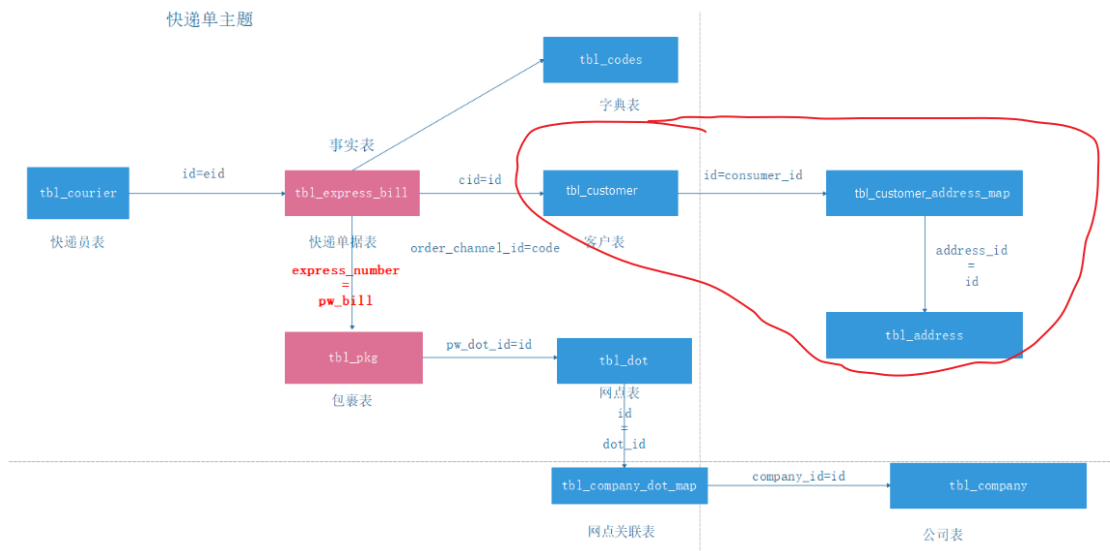 快递单主题
tbl_codes
字典表
事实表
tbl_courier
id=eid
tbl_express_bill
cid=id
tbl_customer
id=consumer_id
tbl_customer_address_map
快递员表
快递单据表
order_channel_id=code
客户表
express_number
=
pw_bill
address_id
=
id
tbl_pkg
pw_dot_id=id
tbl_dot
tbl_address
包裹表
网点表
id
=
dot_id
tbl_company_dot_map
company_id=id
tbl_company
网点关联表
公司表